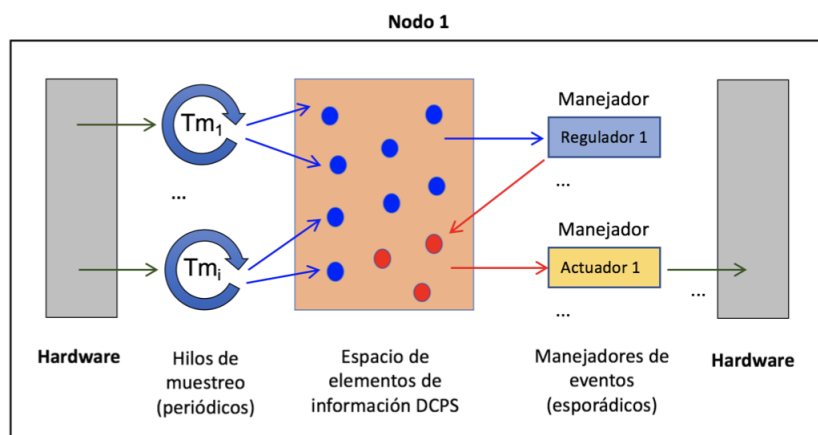 Nodo 1
Tm1
...
Tmi
Manejador
Regulador 1
...
Manejador
Actuador 1
...
...
Hardware
Hilos de
muestreo
(periódicos)
Espacio de
elementos de
información DCPS
Manejadores de
eventos
(esporádicos)
Hardware